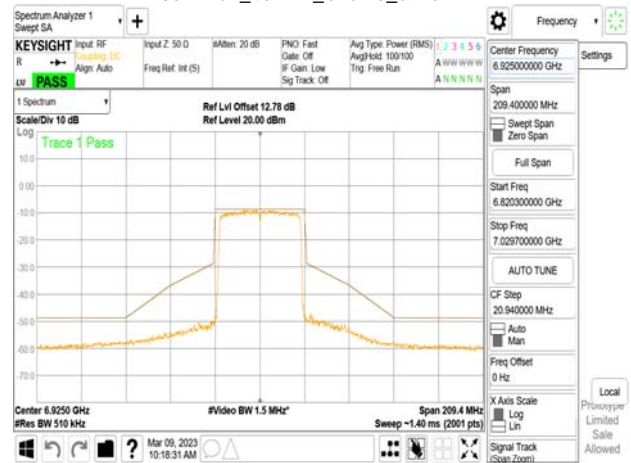 Spectrum Analyzer 1
Swept SA
Frequency
KEYSIGHT
Input: RF
Coupling: DC
Align: Auto
Input Z: 50 Ω
Freq Ref: Int (S)
#Atten: 20 dB
PNO: Fast
Gate: Off
IF Gain: Low
Sig Track: Off
Avg Type: Power (RMS)
Avg|Hold: 100/100
Trig: Free Run
1 2 3 4 5 6
A W W W W W
A N N N N N
R
LW
PASS
Center Frequency
6.925000000 GHz
Settings
Span
209.400000 MHz
Swept Span
Zero Span
Full Span
Start Freq
6.820300000 GHz
Stop Freq
7.029700000 GHz
AUTO TUNE
CF Step
20.940000 MHz
Auto
Man
Freq Offset
0 Hz
X Axis Scale
Log
Lin
Signal Track
(Span Zoom)
Local
Prototype
Limited
Sale
Allowed
1 Spectrum
Scale/Div 10 dB
Ref Lvl Offset 12.78 dB
Ref Level 20.00 dBm
Log
Trace 1 Pass
10.0
0.00
-10.0
-20.0
-30.0
-40.0
-50.0
-60.0
-70.0
Center 6.9250 GHz
#Res BW 510 kHz
#Video BW 1.5 MHz*
Span 209.4 MHz
Sweep ~1.40 ms (2001 pts)
Mar 09, 2023
10:18:31 AM